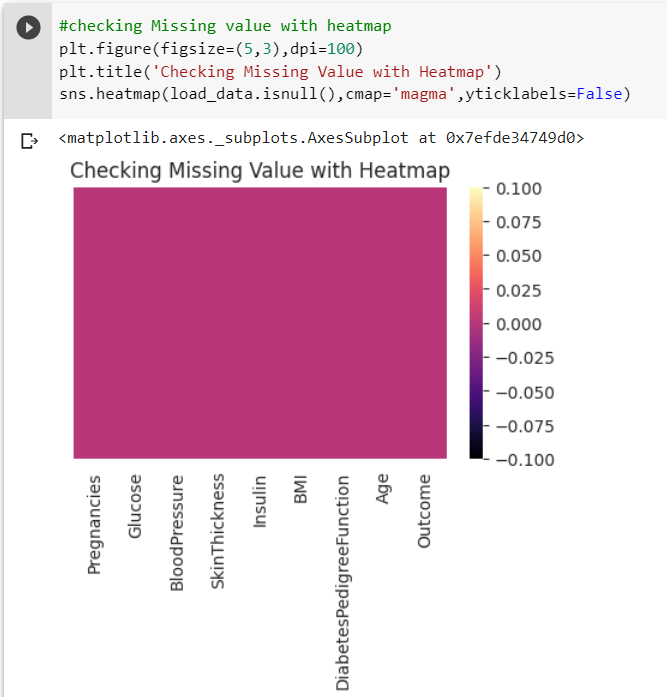 #checking Missing value with heatmap
plt.figure(figsize=(5,3),dpi=100)
plt.title('Checking Missing Value with Heatmap')
sns.heatmap(load_data.isnull(),cmap='magma',yticklabels=False)
<matplotlib.axes._subplots.AxesSubplot at 0x7efde34749d0>
Checking Missing Value with Heatmap
0.100
0.075
0.050
0.025
0.000
−0.025
−0.050
−0.075
−0.100
Pregnancies
Glucose
BloodPressure
SkinThickness
Insulin
BMI
DiabetesPedigreeFunction
Age
Outcome